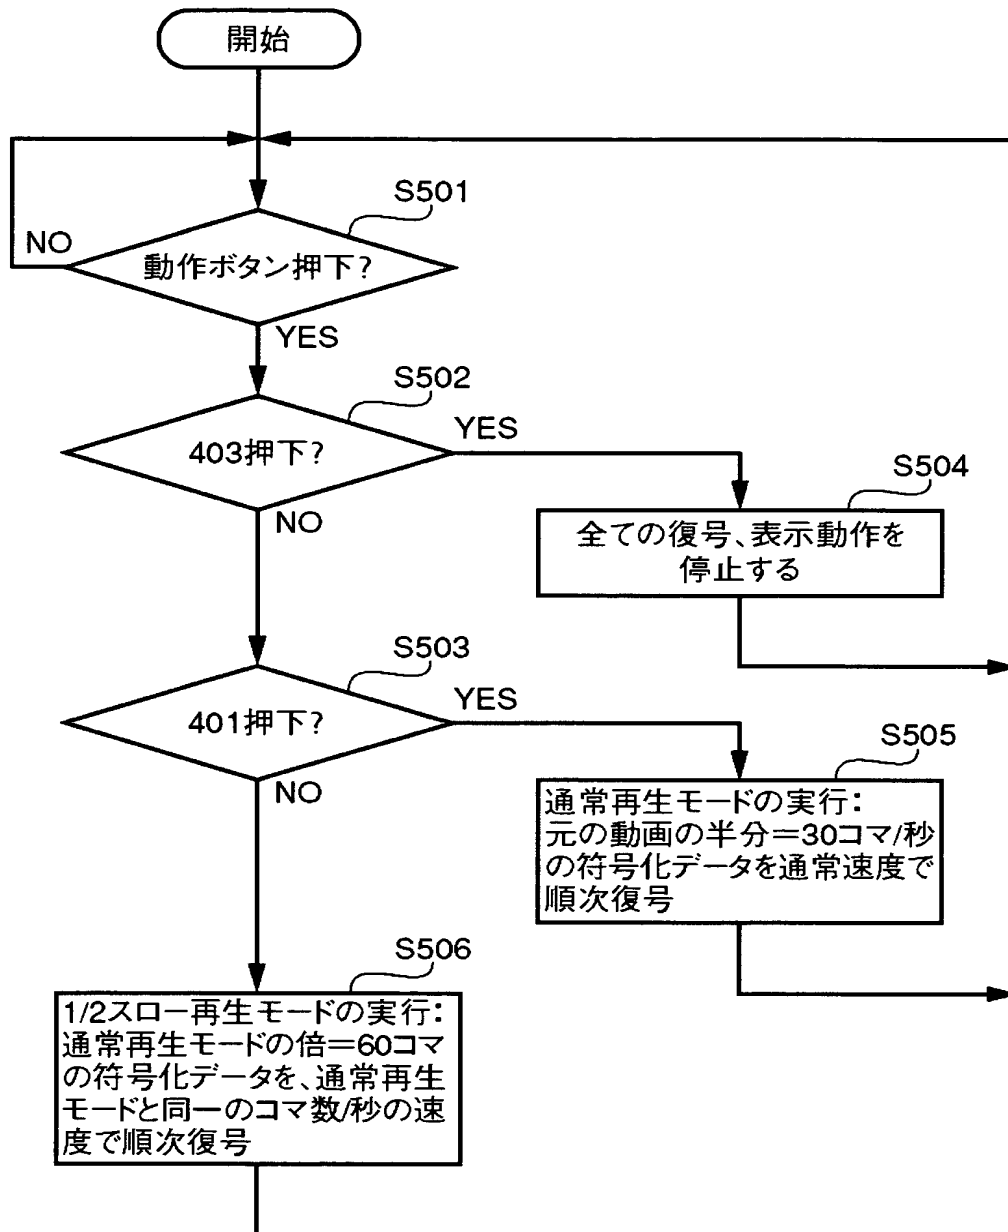 開始
S501
NO
動作ボタン押下?
YES
S502
403押下?
YES
NO
S504
全ての復号、表示動作を
停止する
S503
401押下?
YES
NO
S505
通常再生モードの実行:
元の動画の半分=30コマ/秒
の符号化データを通常速度で
順次復号
S506
1/2スロー再生モードの実行:
通常再生モードの倍=60コマ
の符号化データを、通常再生
モードと同一のコマ数/秒の速
度で順次復号